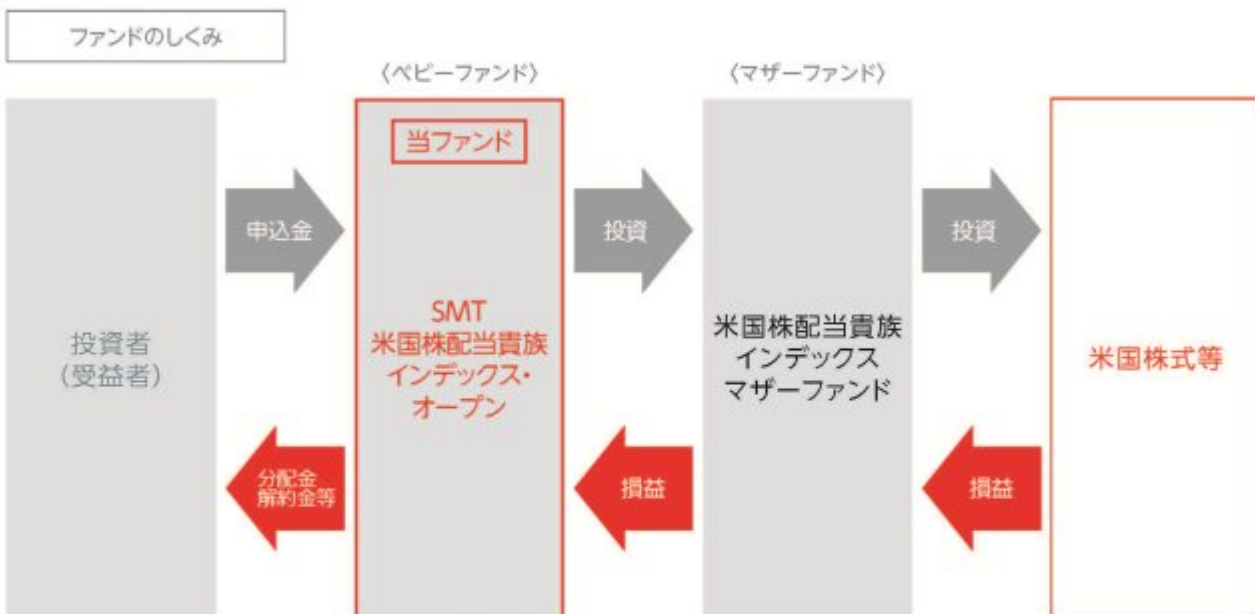 ファンドのしくみ
〈ベビーファンド〉
〈マザーファンド〉
当ファンド
申込金
投資
投資
投資者
(受益者)
SMT
米国株配当貴族
インデックス・
オープン
米国株配当貴族
インデックス
マザーファンド
米国株式等
分配金
解約金等
損益
損益